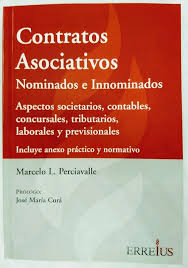 Contratos
Asociativos
Nominados e Innominados
Aspectos societarios, contables,
concursales, tributarios,
laborales y previsionales
Incluye anexo práctico y normativo
Marcelo L. Perciavalle
PRÓLOGO:
José María Curá
ERREIUS